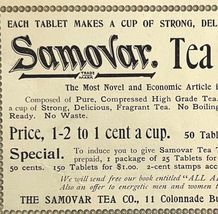 EACH TABLET MAKES A CUP OF STRONG, DEL
Samovar. Tea
TRADE MARK
The Most Novel and Economic Article
Composed of Pure, Compressed High Grade Tea.
a cup of Strong, Delicious, Fragrant Tea. No Boiling
Ready. No Waste.
Price, 1-2 to 1 cent a cup. 50 Tabl
Special. To induce you to give Samovar Tea T
prepaid, 1 package of 25 Tablets for
50 cents. 150 Tablets for $1.00. 2-cent stamps acce
We will send free our book entitled "ALL A
Also an offer to energetic men and women t
THE SAMOVAR TEA CO., 11 Colonnade B